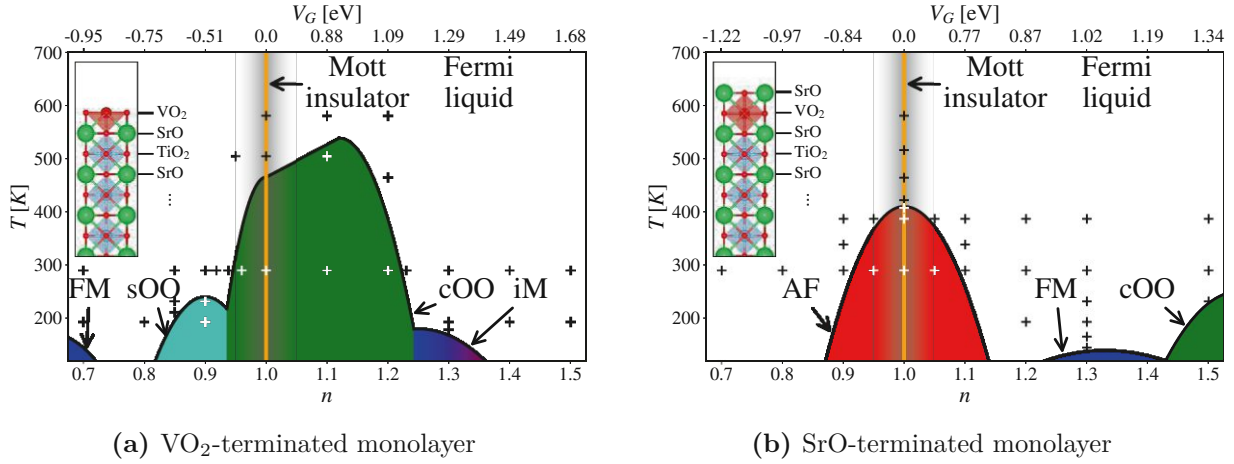 V_G [eV]
-0.95 -0.75 -0.51 0.0 0.88 1.09 1.29 1.49 1.68
700
600
500
400
300
200
T [K]
Mott
insulator
Fermi
liquid
VO₂
SrO
TiO₂
SrO
⋮
FM
sOO
cOO
iM
0.7 0.8 0.9 1.0 1.1 1.2 1.3 1.4 1.5
n
(a) VO₂-terminated monolayer
V_G [eV]
-1.22 -0.97 -0.84 0.0 0.77 0.87 1.02 1.19 1.34
700
600
500
400
300
200
T [K]
Mott
insulator
Fermi
liquid
SrO
VO₂
SrO
TiO₂
SrO
⋮
AF
FM
cOO
0.7 0.8 0.9 1.0 1.1 1.2 1.3 1.4 1.5
n
(b) SrO-terminated monolayer